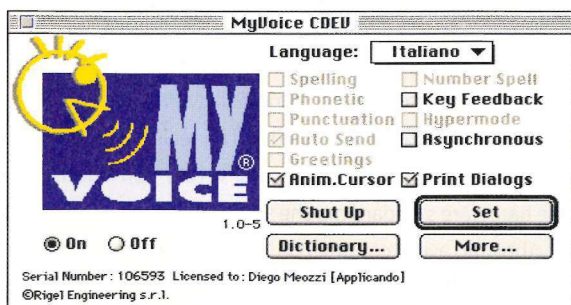 MyVoice CDEV
Language: Italiano
Spelling Number Spell
Phonetic Key Feedback
Punctuation Hypermode
Auto Send Asynchronous
Greetings
Anim.Cursor Print Dialogs
MY®
VOICE
1.0-5
Shut Up Set
On Off
Dictionary... More...
Serial Number: 106593 Licensed to: Diego Meozzi [Applicando]
©Rigel Engineering s.r.l.